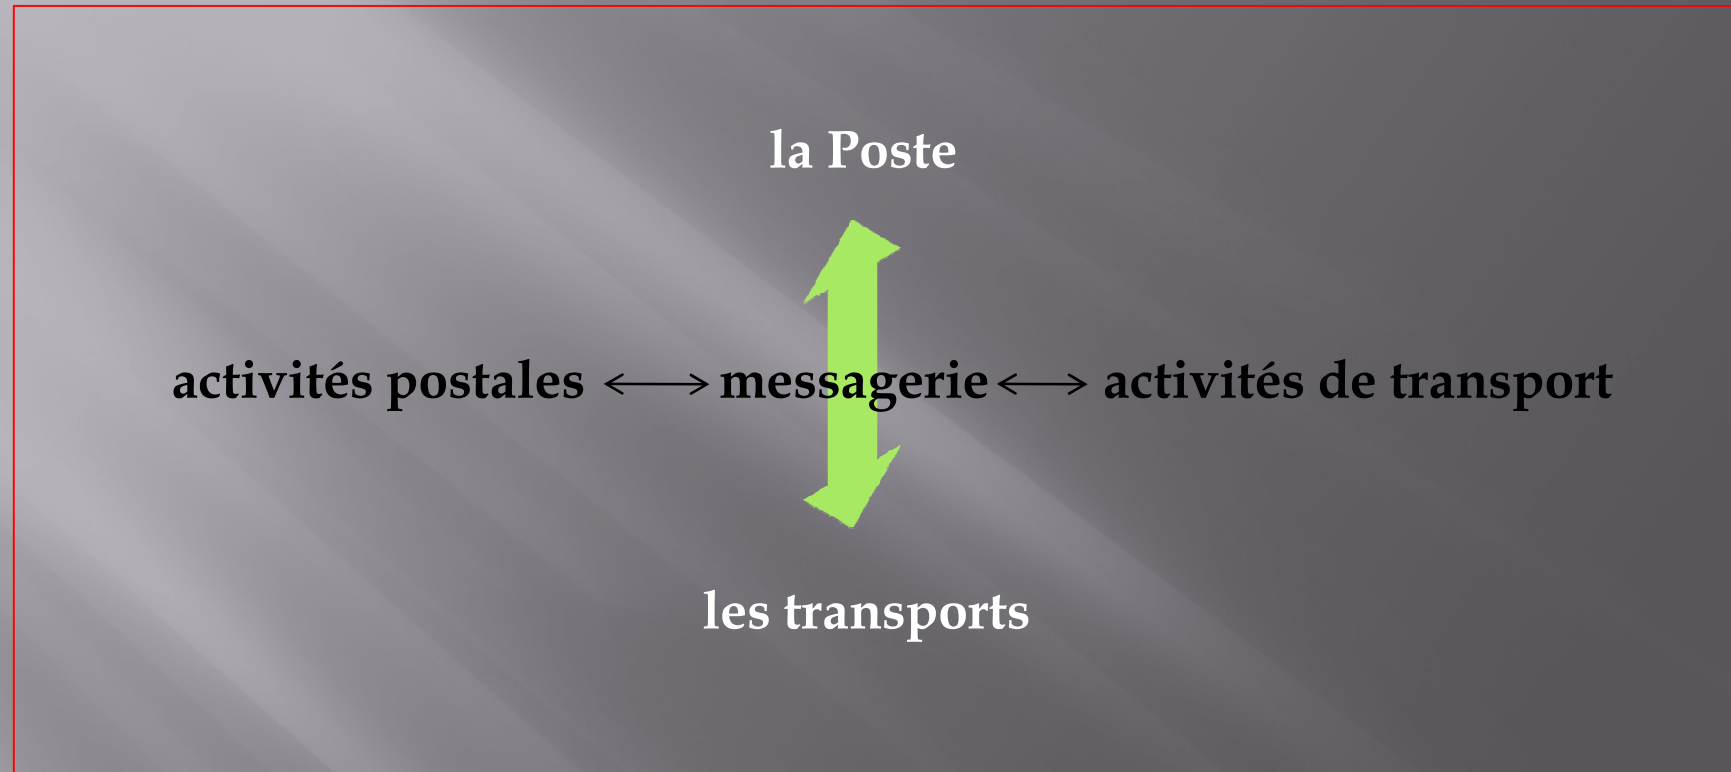 la Poste
activités postales messagerie activités de transport
les transports